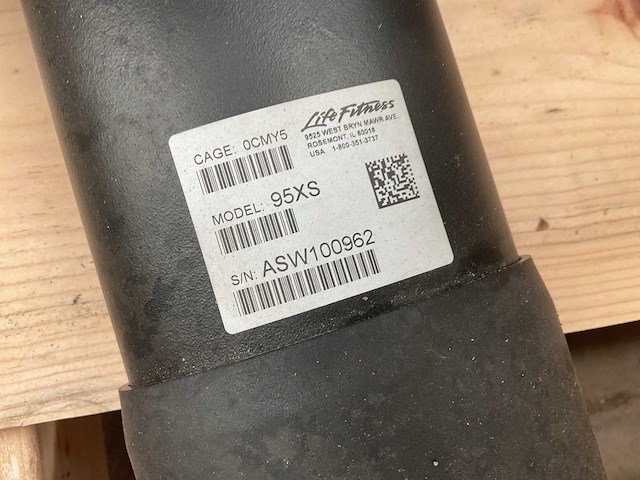 Life Fitness
9525 WEST BRYN MAWR AVE.
ROSEMONT, IL 60018
USA 1-800-351-3737
CAGE: 0CMY5
MODEL: 95XS
S/N: ASW100962